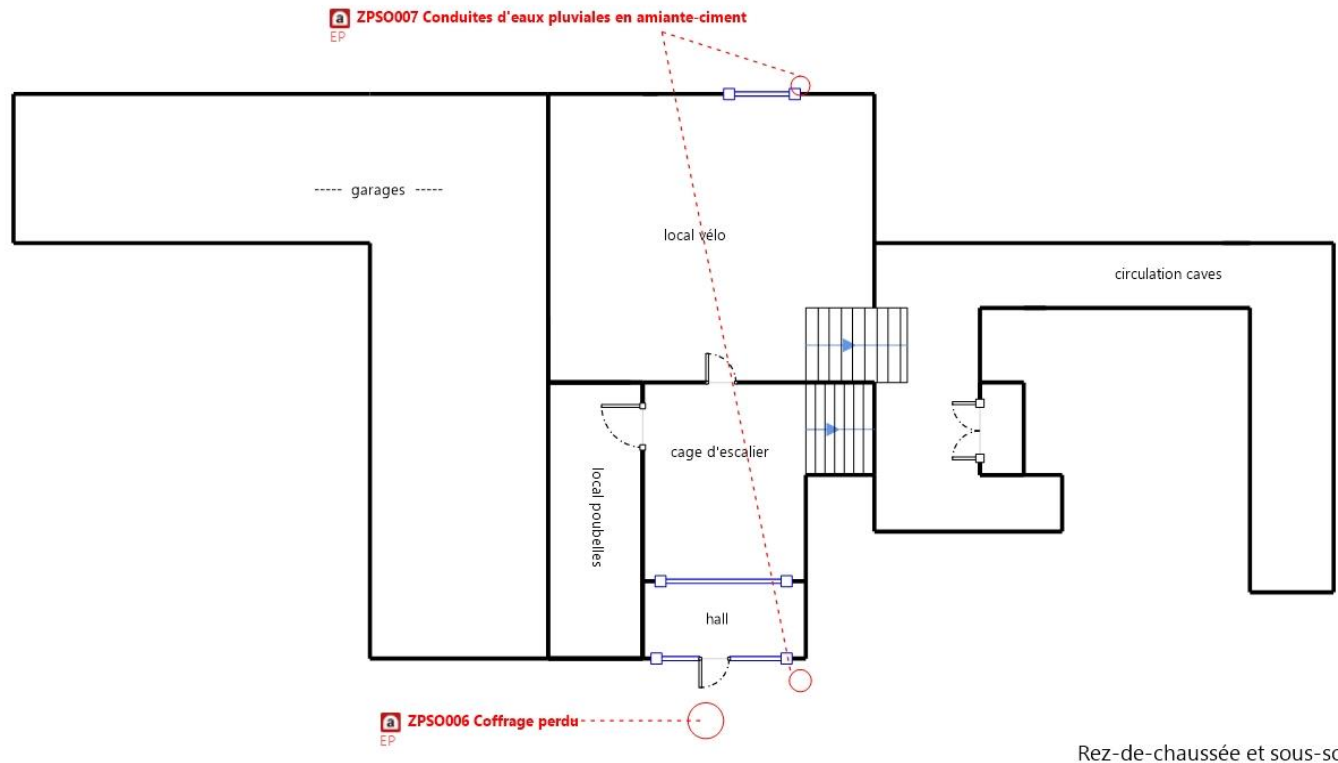 a ZPSO007 Conduites d'eaux pluviales en amiante-ciment
EP
----- garages -----
local vélo
circulation caves
cage d'escalier
local poubelles
hall
a ZPSO006 Coffrage perdu
EP
Rez-de-chaussée et sous-so